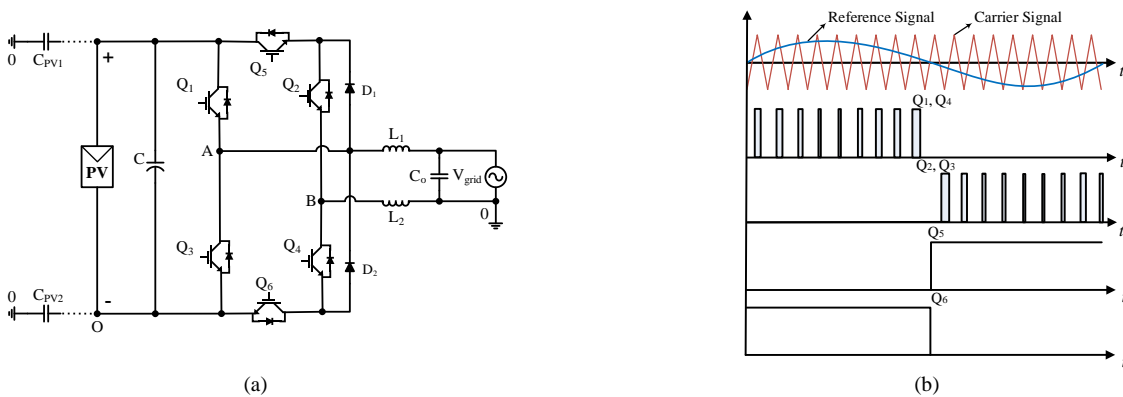 0
C_PV1
+
Q5
Q1
Q2
D1
A
L1
PV
C
Co
Vgrid
B
L2
0
Q3
Q4
D2
Q6
0
C_PV2
-
O
(a)
Reference Signal
Carrier Signal
t
Q1, Q4
t
Q2, Q3
t
Q5
t
Q6
t
(b)